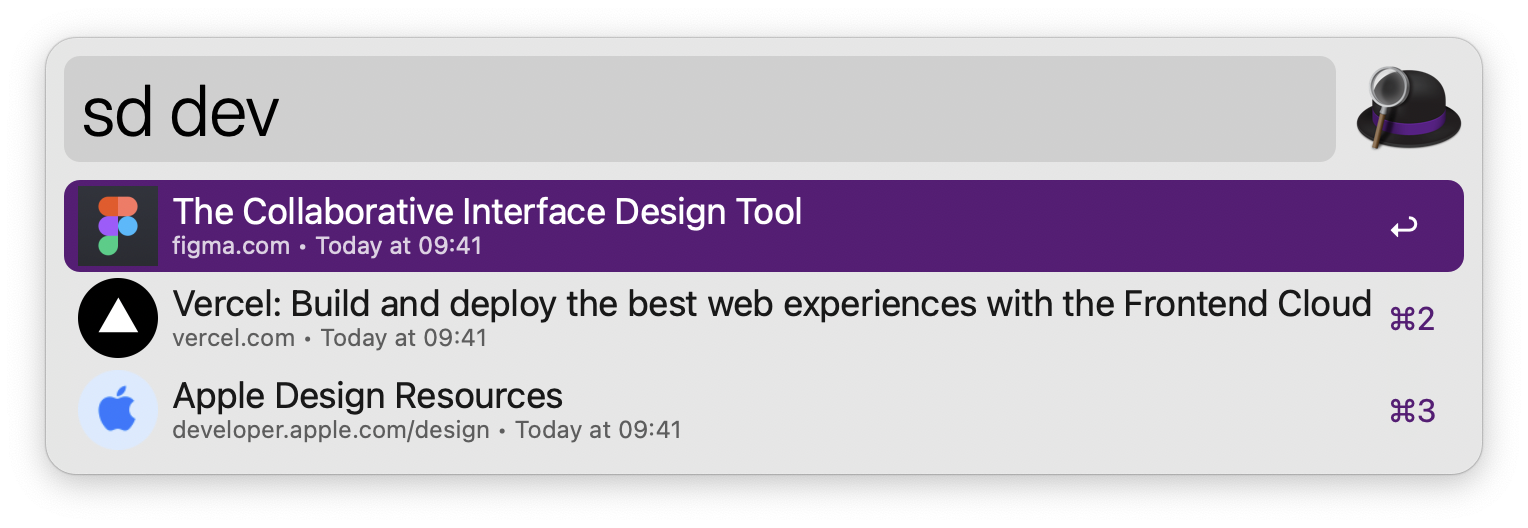 sd dev
The Collaborative Interface Design Tool
figma.com • Today at 09:41
↩
Vercel: Build and deploy the best web experiences with the Frontend Cloud
vercel.com • Today at 09:41
⌘2
Apple Design Resources
developer.apple.com/design • Today at 09:41
⌘3